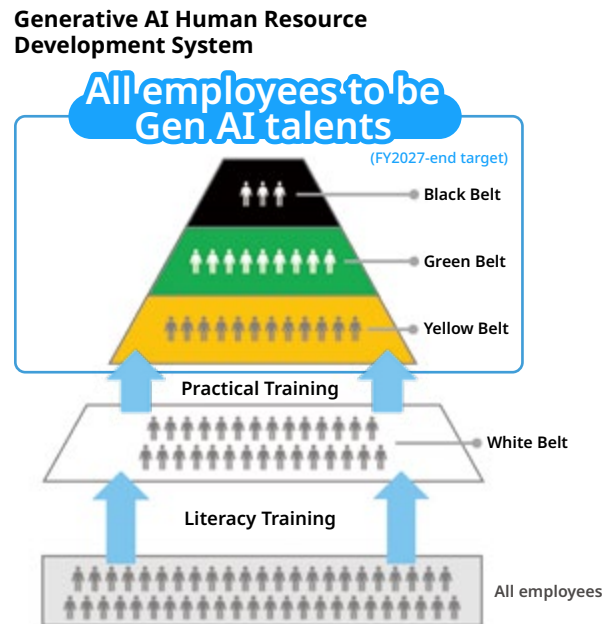 Generative AI Human Resource
Development System
All employees to be
Gen AI talents
(FY2027-end target)
Black Belt
Green Belt
Yellow Belt
Practical Training
White Belt
Literacy Training
All employees